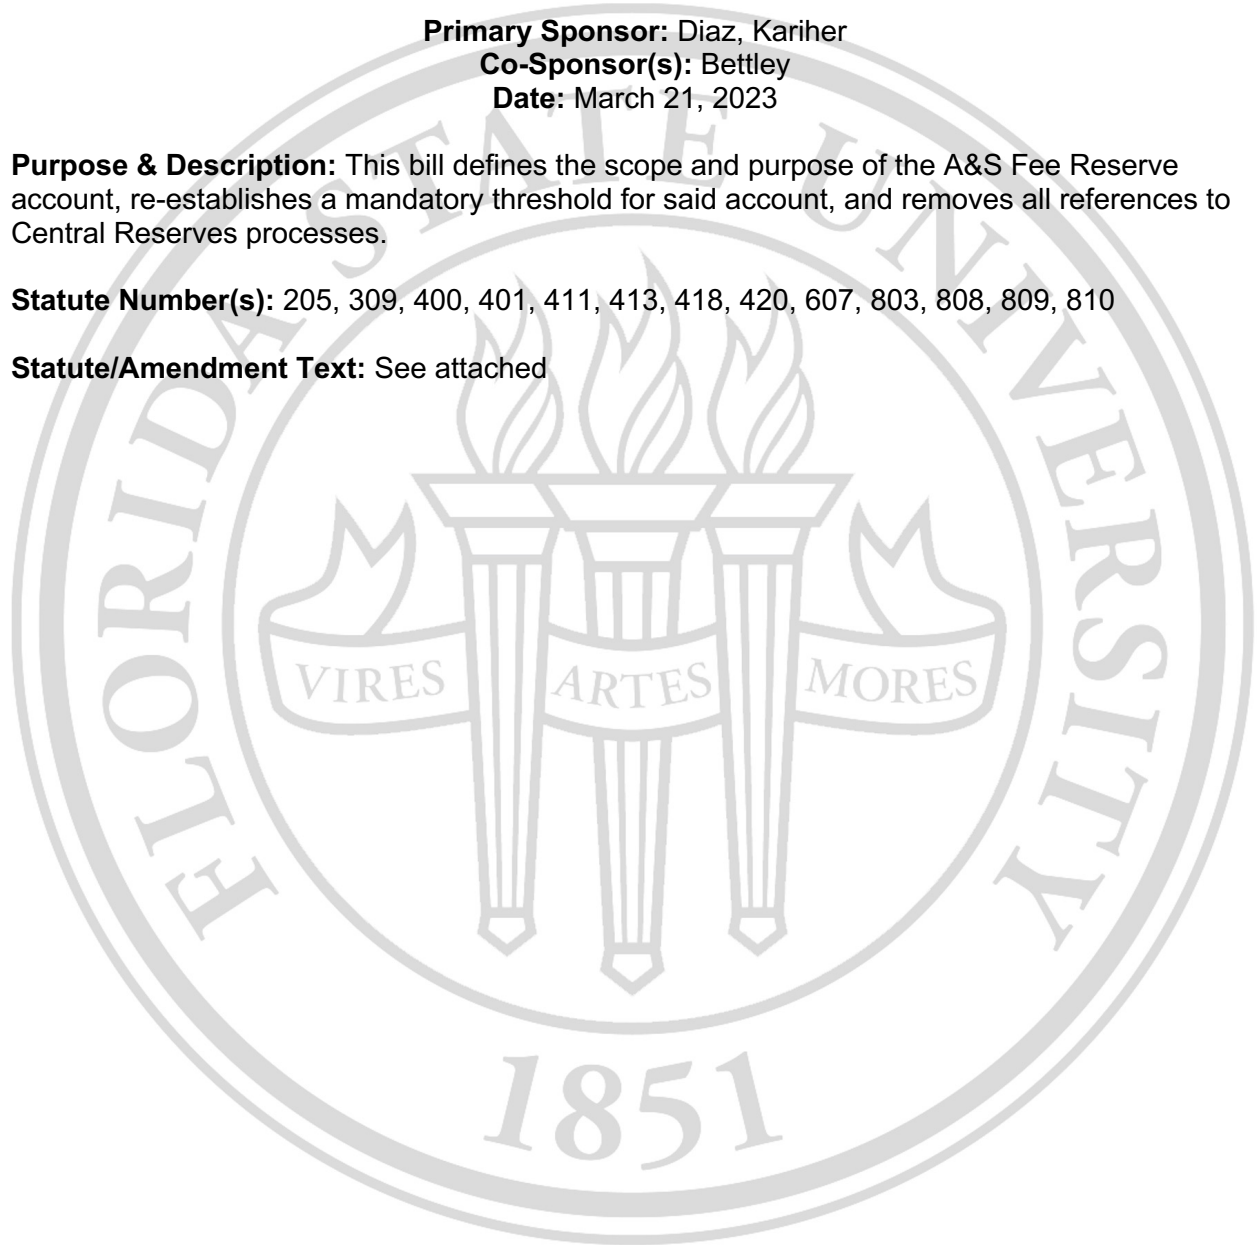 Primary Sponsor: Diaz, Kariher
Co-Sponsor(s): Bettley
Date: March 21, 2023
Purpose & Description: This bill defines the scope and purpose of the A&S Fee Reserve
account, re-establishes a mandatory threshold for said account, and removes all references to
Central Reserves processes.
Statute Number(s): 205, 309, 400, 401, 411, 413, 418, 420, 607, 803, 808, 809, 810
Statute/Amendment Text: See attached
FLORIDA STATE UNIVERSITY
VIRES ARTES MORES
1851